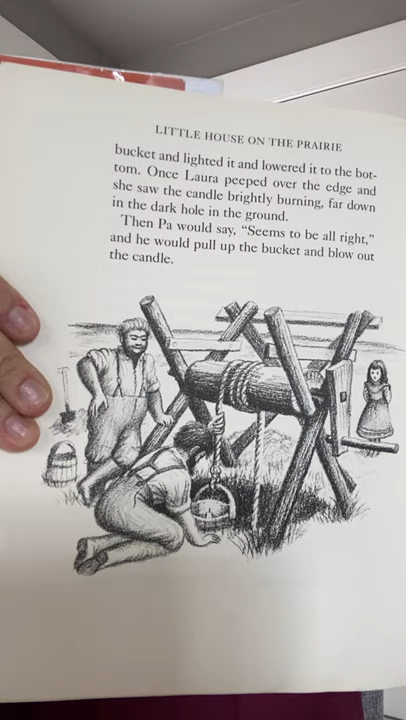 LITTLE HOUSE ON THE PRAIRIE
bucket and lighted it and lowered it to the bot-
tom. Once Laura peeped over the edge and
she saw the candle brightly burning, far down
in the dark hole in the ground.
Then Pa would say, “Seems to be all right,”
and he would pull up the bucket and blow out
the candle.